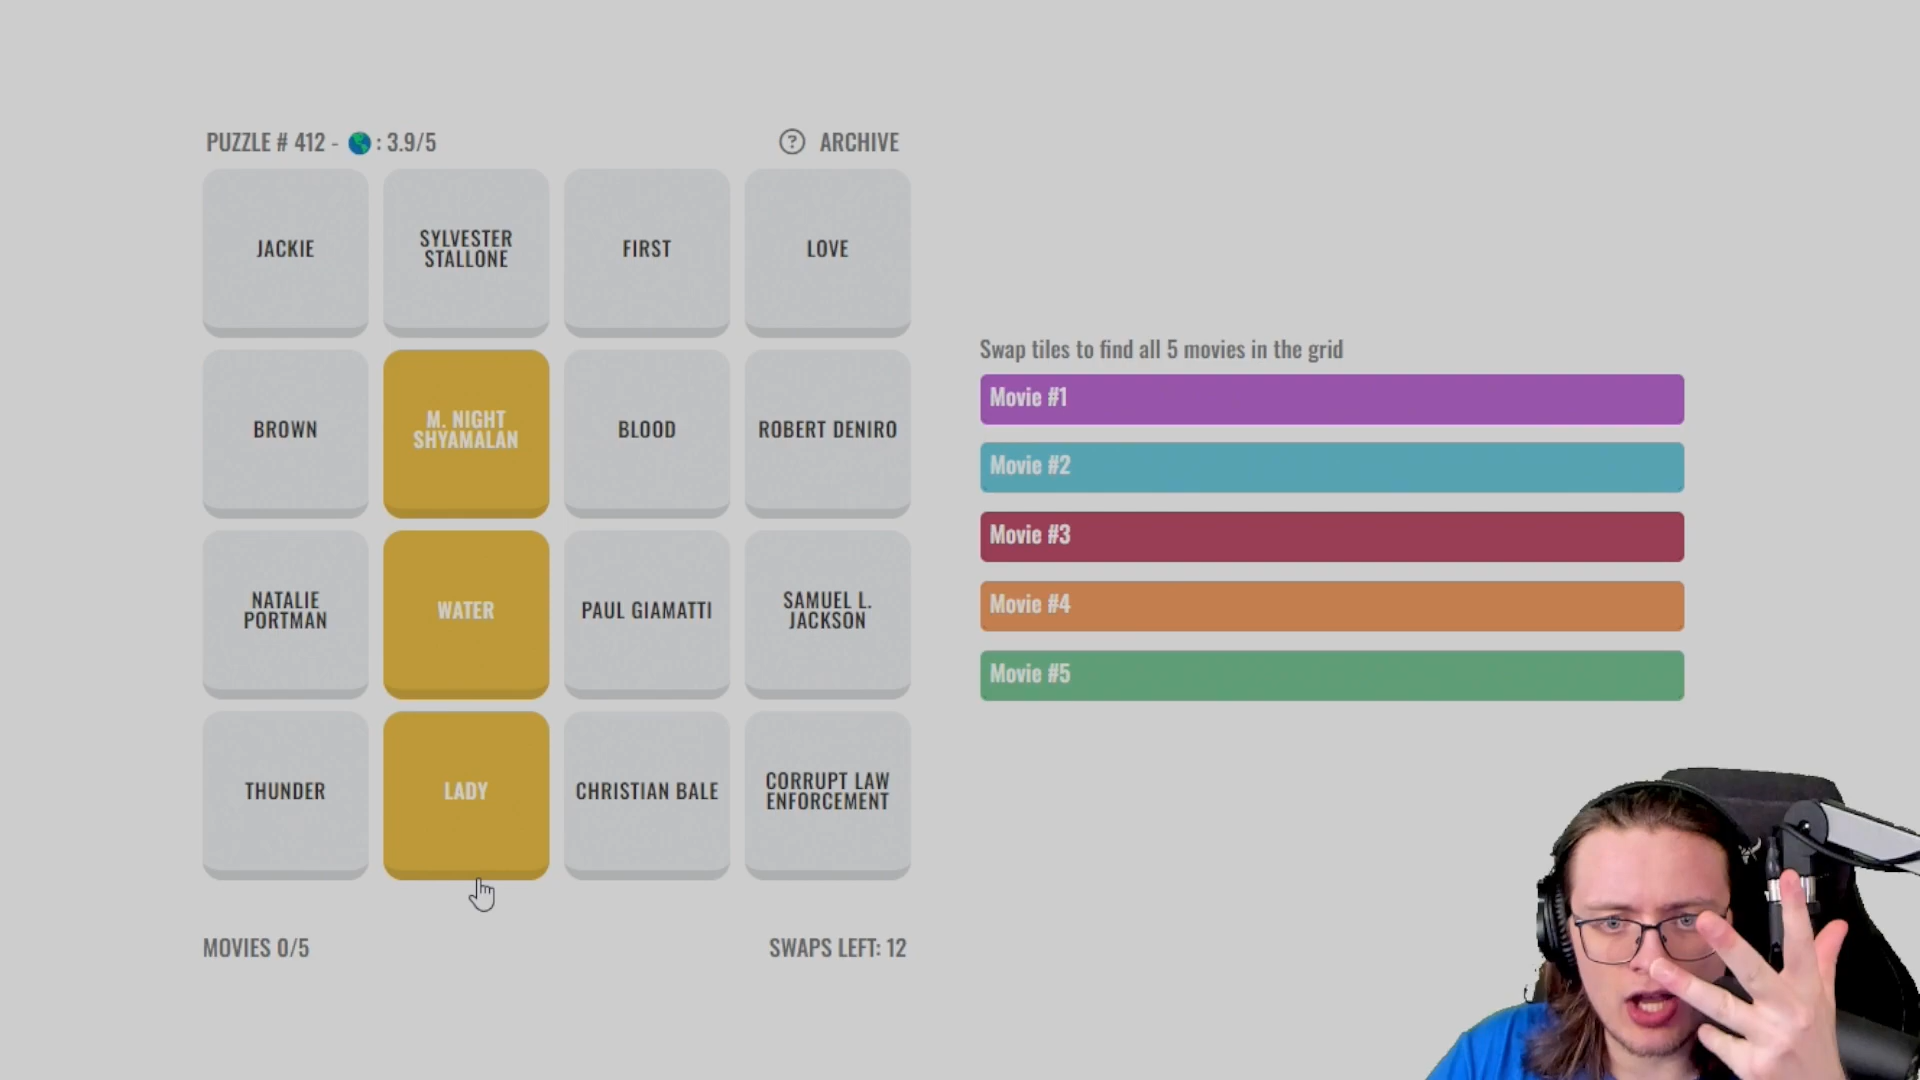 PUZZLE # 412 - 🌎 : 3.9/5
? ARCHIVE
JACKIE
SYLVESTER
STALLONE
FIRST
LOVE
BROWN
M. NIGHT
SHYAMALAN
BLOOD
ROBERT DENIRO
NATALIE
PORTMAN
WATER
PAUL GIAMATTI
SAMUEL L.
JACKSON
THUNDER
LADY
CHRISTIAN BALE
CORRUPT LAW
ENFORCEMENT
MOVIES 0/5
SWAPS LEFT: 12
Swap tiles to find all 5 movies in the grid
Movie #1
Movie #2
Movie #3
Movie #4
Movie #5